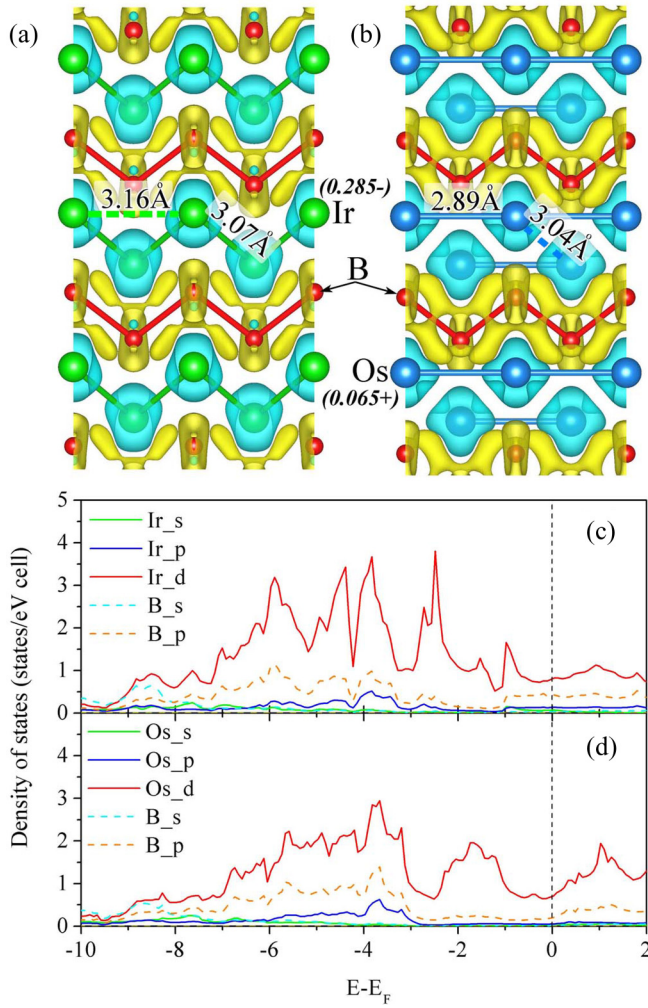 (a)
(b)
3.16Å
(0.285-)
Ir
2.89Å
3.07Å
3.04Å
B
Os
(0.065+)
(c)
Ir_s
Ir_p
Ir_d
B_s
B_p
5
4
3
2
1
0
(d)
Os_s
Os_p
Os_d
B_s
B_p
4
3
2
1
0
Density of states (states/eV cell)
-10 -8 -6 -4 -2 0 2
E-E_F